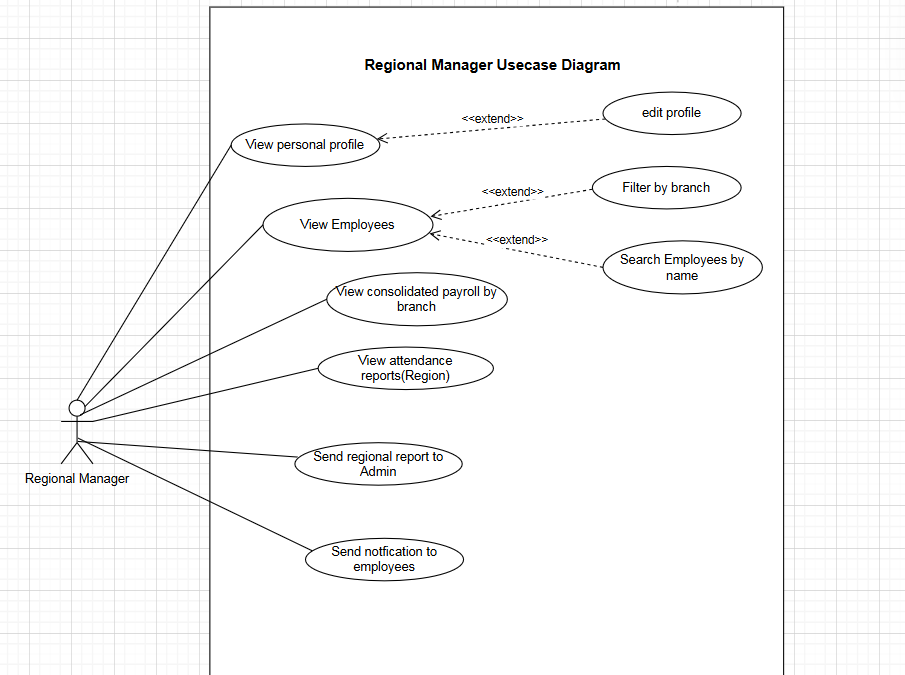 Regional Manager Usecase Diagram
<<extend>>
edit profile
View personal profile
<<extend>>
Filter by branch
View Employees
<<extend>>
Search Employees by
name
View consolidated payroll by
branch
View attendance
reports(Region)
Regional Manager
Send regional report to
Admin
Send notfication to
employees